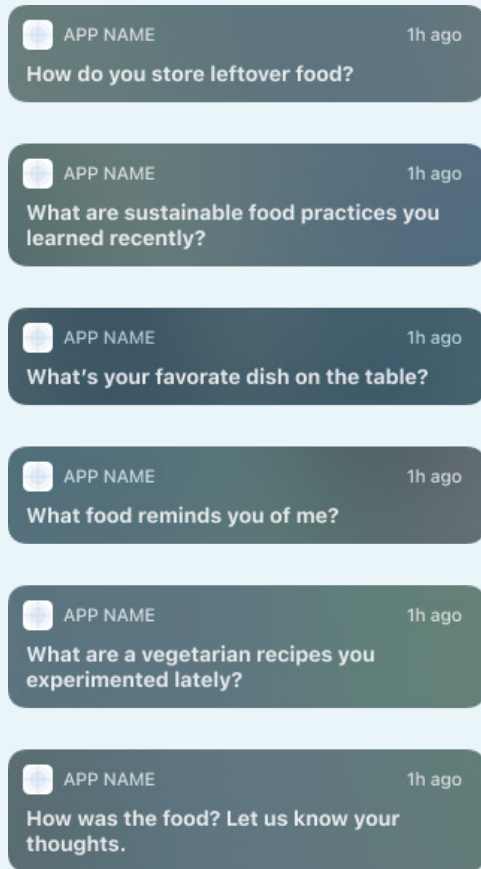 APP NAME 1h ago
How do you store leftover food?
APP NAME 1h ago
What are sustainable food practices you
learned recently?
APP NAME 1h ago
What's your favorate dish on the table?
APP NAME 1h ago
What food reminds you of me?
APP NAME 1h ago
What are a vegetarian recipes you
experimented lately?
APP NAME 1h ago
How was the food? Let us know your
thoughts.